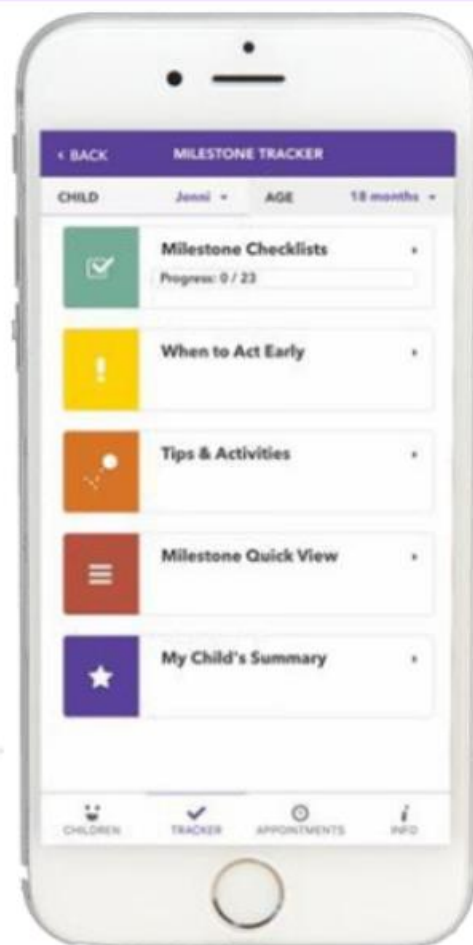 < BACK MILESTONE TRACKER
CHILD Jenni AGE 18 months
Milestone Checklists
Progress: 0 / 23
When to Act Early
Tips & Activities
Milestone Quick View
My Child's Summary
CHILDREN TRACKER APPOINTMENTS INFO